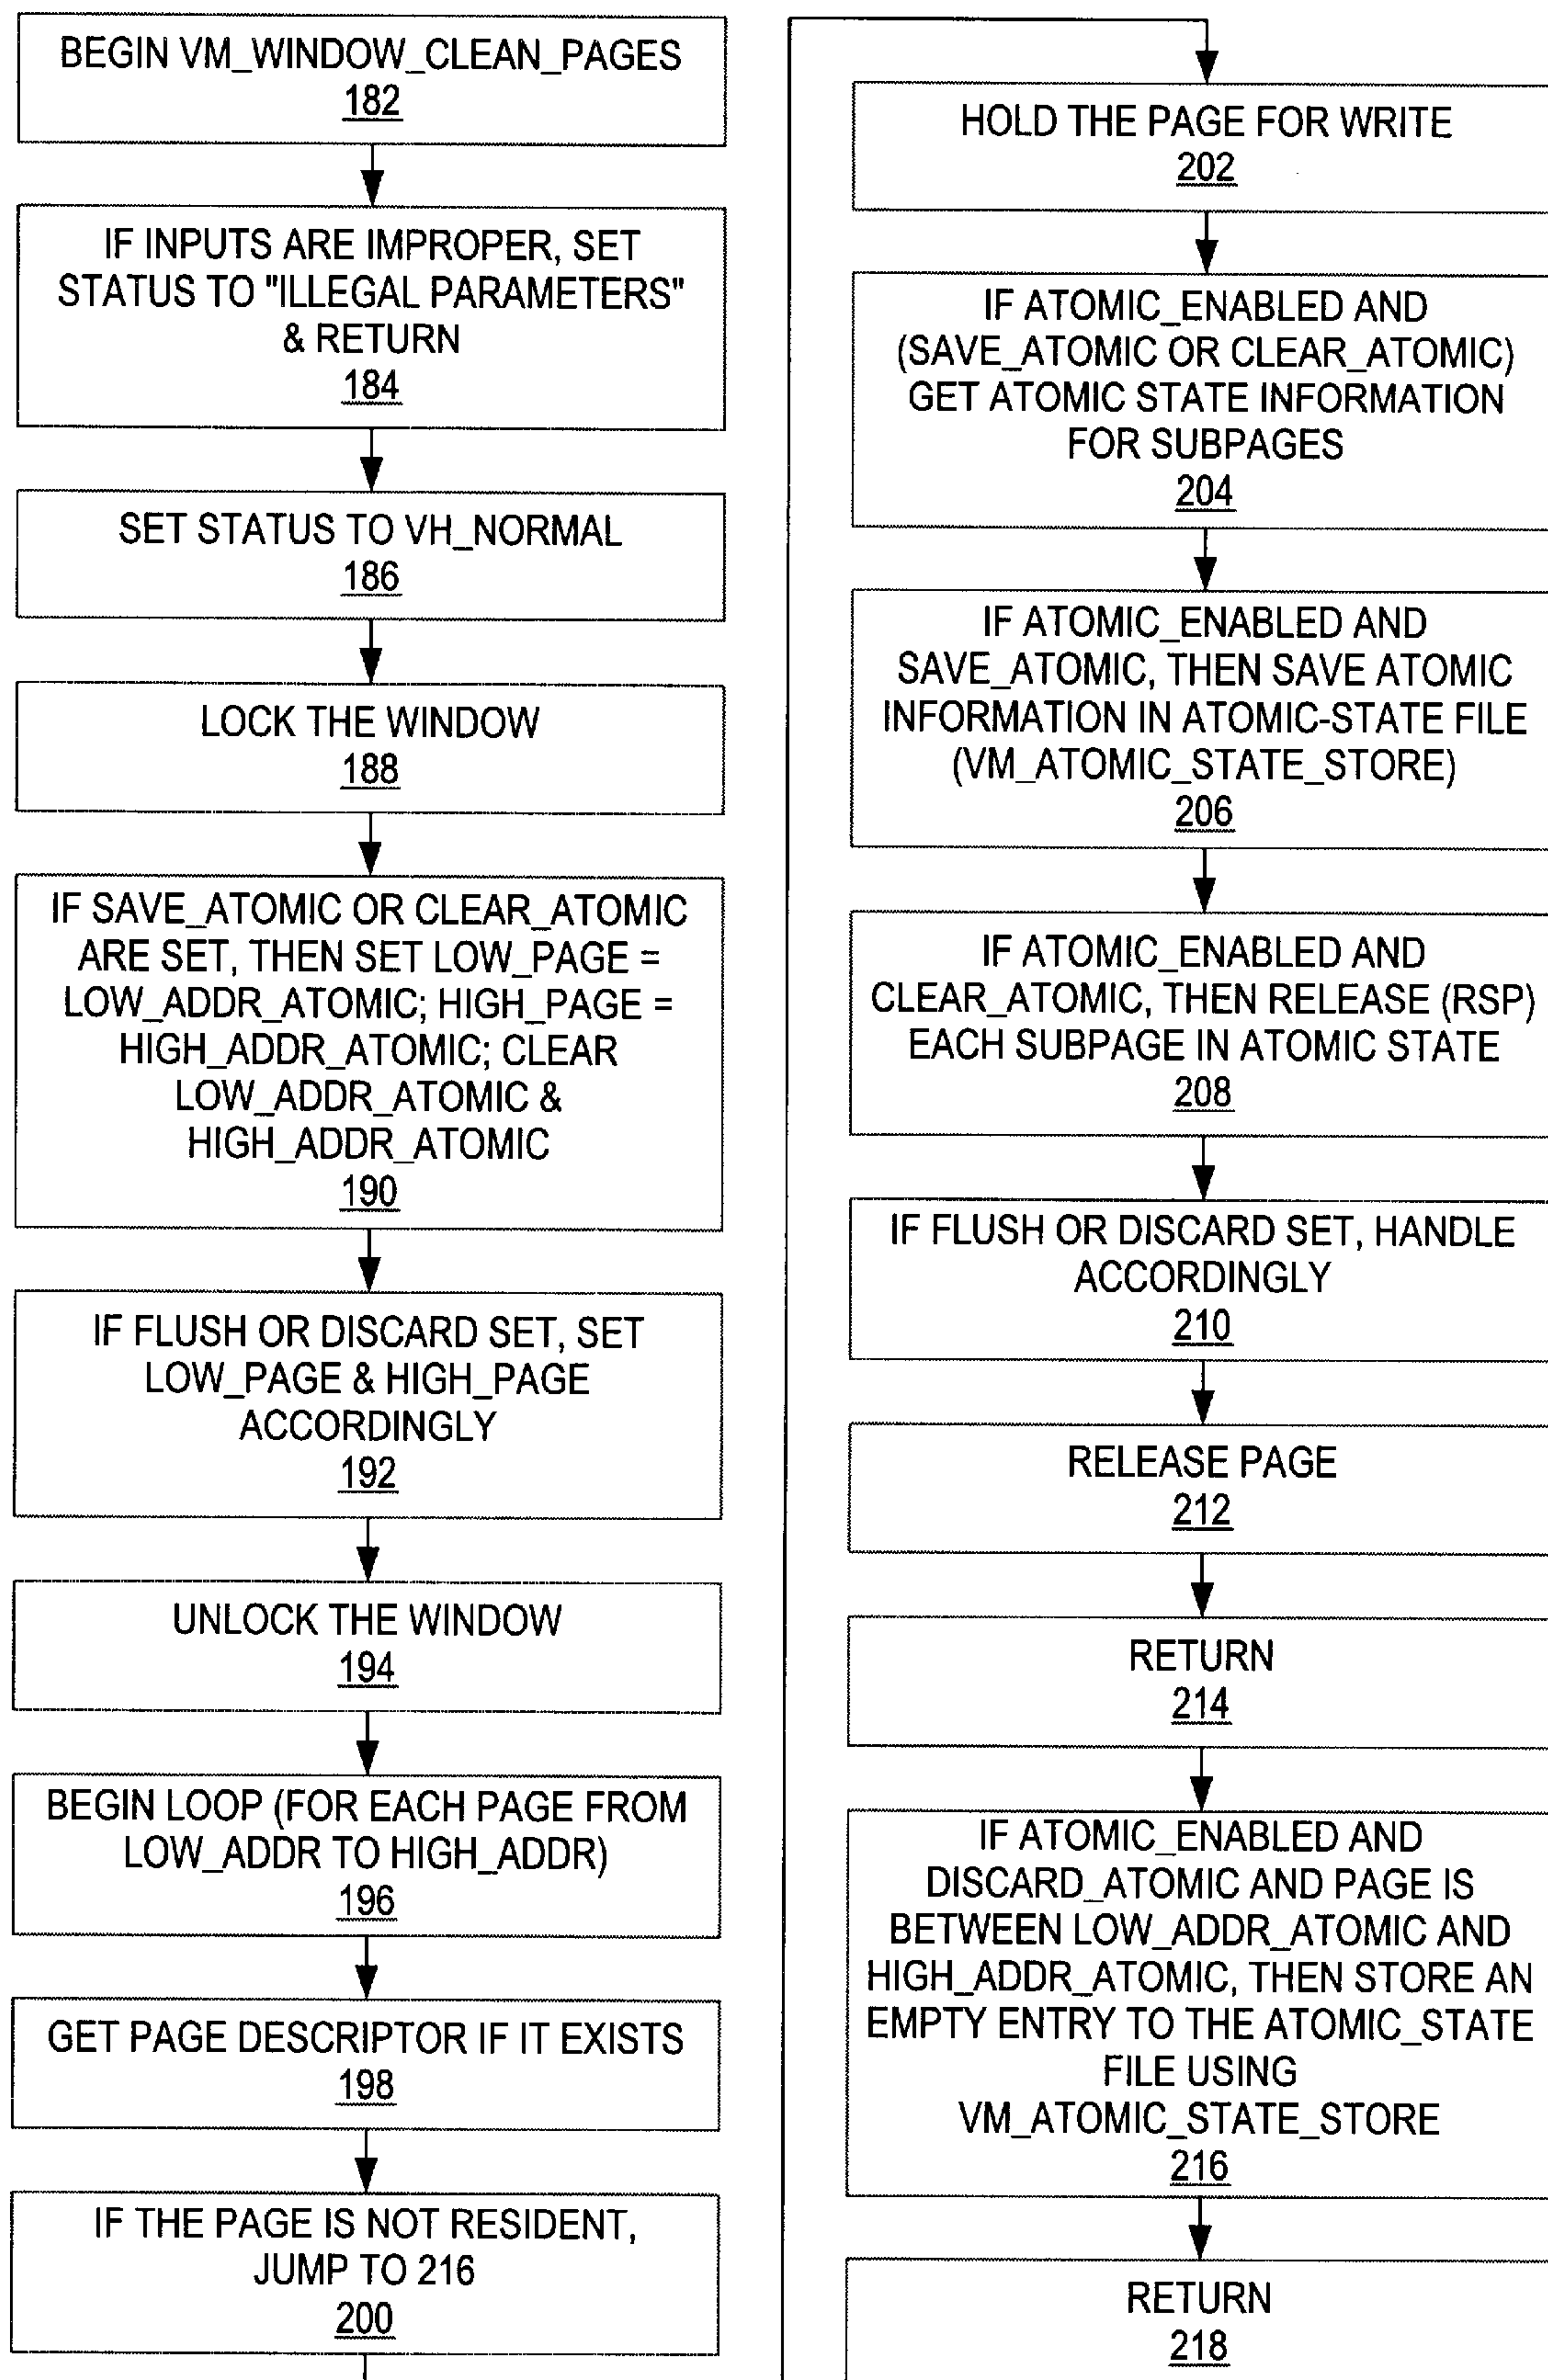 BEGIN VM_WINDOW_CLEAN_PAGES
182
IF INPUTS ARE IMPROPER, SET
STATUS TO "ILLEGAL PARAMETERS"
& RETURN
184
SET STATUS TO VH_NORMAL
186
LOCK THE WINDOW
188
IF SAVE_ATOMIC OR CLEAR_ATOMIC
ARE SET, THEN SET LOW_PAGE =
LOW_ADDR_ATOMIC; HIGH_PAGE =
HIGH_ADDR_ATOMIC; CLEAR
LOW_ADDR_ATOMIC &
HIGH_ADDR_ATOMIC
190
IF FLUSH OR DISCARD SET, SET
LOW_PAGE & HIGH_PAGE
ACCORDINGLY
192
UNLOCK THE WINDOW
194
BEGIN LOOP (FOR EACH PAGE FROM
LOW_ADDR TO HIGH_ADDR)
196
GET PAGE DESCRIPTOR IF IT EXISTS
198
IF THE PAGE IS NOT RESIDENT,
JUMP TO 216
200
HOLD THE PAGE FOR WRITE
202
IF ATOMIC_ENABLED AND
(SAVE_ATOMIC OR CLEAR_ATOMIC)
GET ATOMIC STATE INFORMATION
FOR SUBPAGES
204
IF ATOMIC_ENABLED AND
SAVE_ATOMIC, THEN SAVE ATOMIC
INFORMATION IN ATOMIC-STATE FILE
(VM_ATOMIC_STATE_STORE)
206
IF ATOMIC_ENABLED AND
CLEAR_ATOMIC, THEN RELEASE (RSP)
EACH SUBPAGE IN ATOMIC STATE
208
IF FLUSH OR DISCARD SET, HANDLE
ACCORDINGLY
210
RELEASE PAGE
212
RETURN
214
IF ATOMIC_ENABLED AND
DISCARD_ATOMIC AND PAGE IS
BETWEEN LOW_ADDR_ATOMIC AND
HIGH_ADDR_ATOMIC, THEN STORE AN
EMPTY ENTRY TO THE ATOMIC_STATE
FILE USING
VM_ATOMIC_STATE_STORE
216
RETURN
218